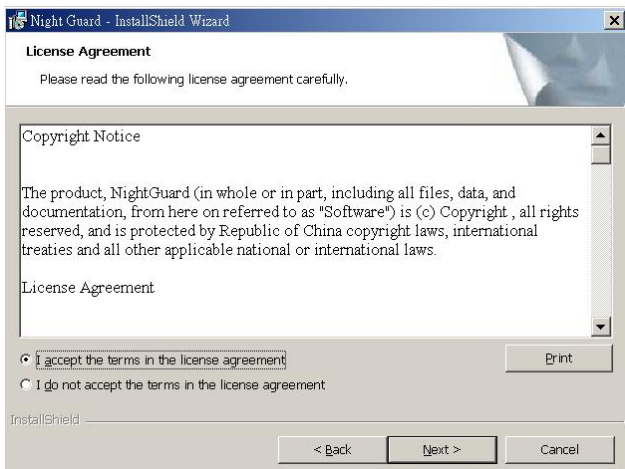 Night Guard - InstallShield Wizard
License Agreement
Please read the following license agreement carefully.
Copyright Notice
The product, NightGuard (in whole or in part, including all files, data, and
documentation, from here on referred to as "Software") is (c) Copyright , all rights
reserved, and is protected by Republic of China copyright laws, international
treaties and all other applicable national or international laws.
License Agreement
I accept the terms in the license agreement
Print
I do not accept the terms in the license agreement
InstallShield
< Back
Next >
Cancel